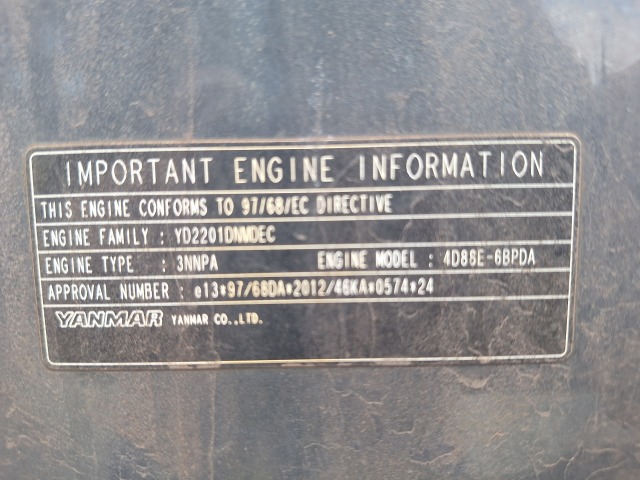 IMPORTANT ENGINE INFORMATION
THIS ENGINE CONFORMS TO 97/68/EC DIRECTIVE
ENGINE FAMILY : YD2201DNMDEC
ENGINE TYPE : 3NNPA ENGINE MODEL : 4D86E-6BPDA
APPROVAL NUMBER : e13*97/68DA*2012/46KA*0574*24
YANMAR YANMAR CO.,LTD.